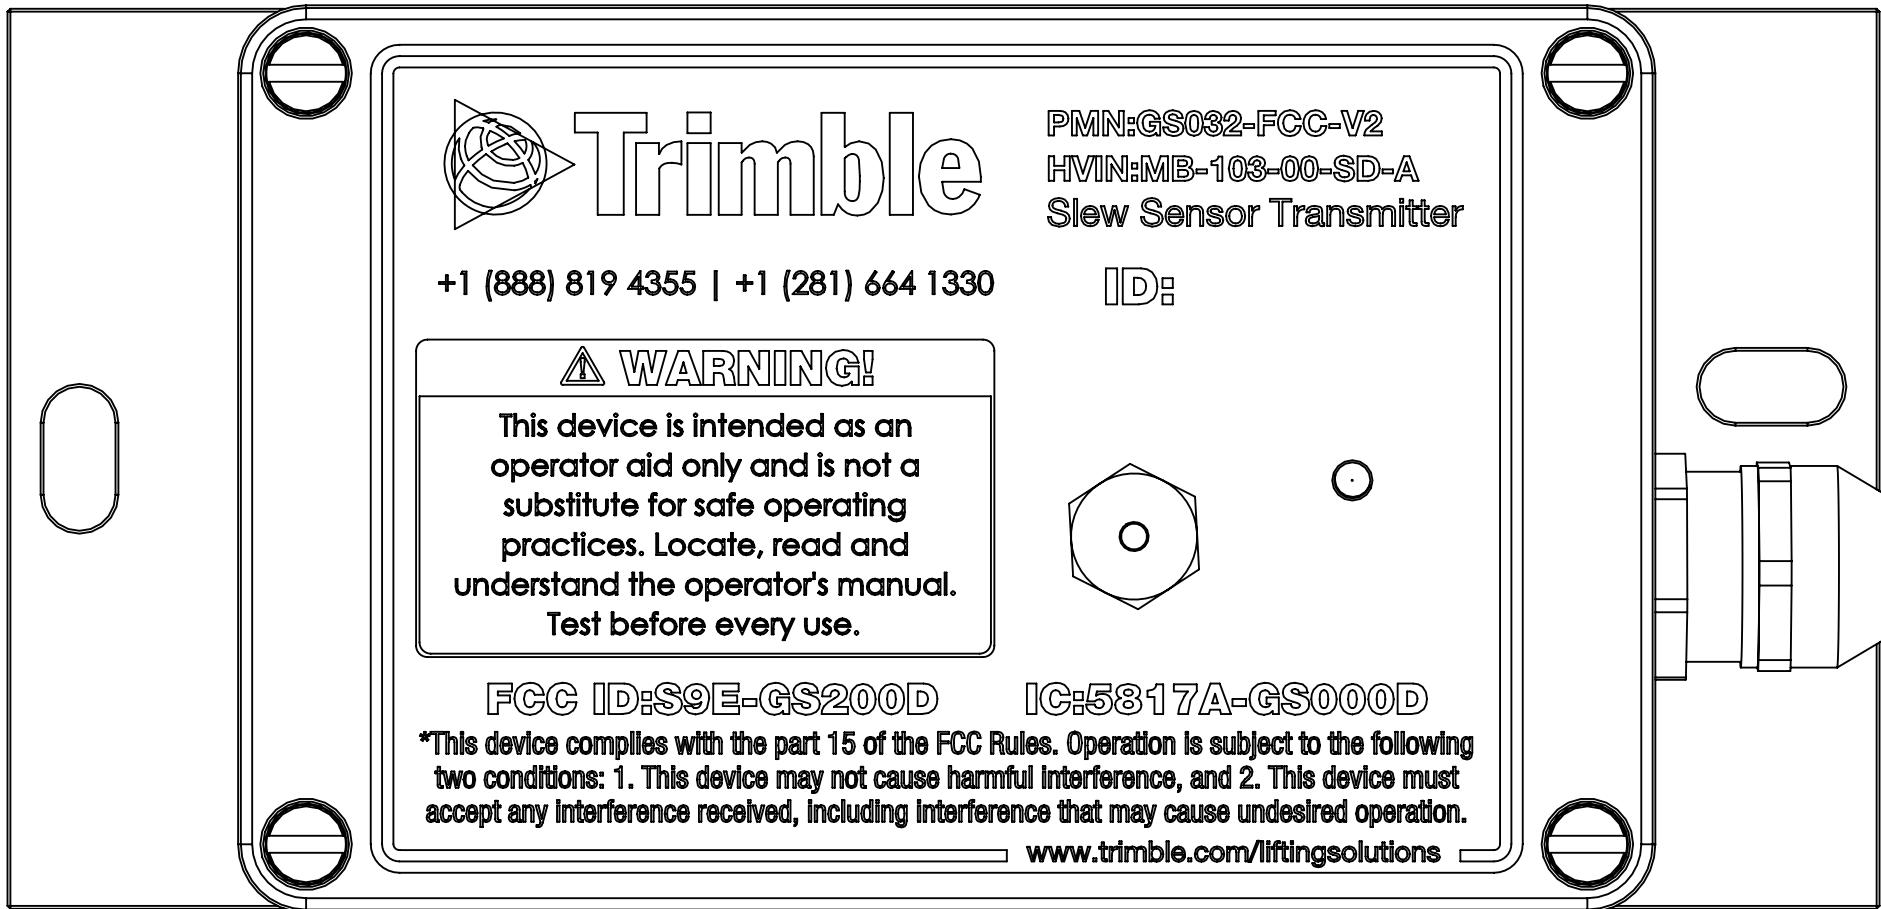 Trimble
PMN:GS032-FCC-V2
HVIN:MB-103-00-SD-A
Slew Sensor Transmitter
+1 (888) 819 4355 | +1 (281) 664 1330
ID:
⚠ WARNING!
This device is intended as an
operator aid only and is not a
substitute for safe operating
practices. Locate, read and
understand the operator's manual.
Test before every use.
FCC ID:S9E-GS200D
IC:5817A-GS000D
*This device complies with the part 15 of the FCC Rules. Operation is subject to the following
two conditions: 1. This device may not cause harmful interference, and 2. This device must
accept any interference received, including interference that may cause undesired operation.
www.trimble.com/liftingsolutions